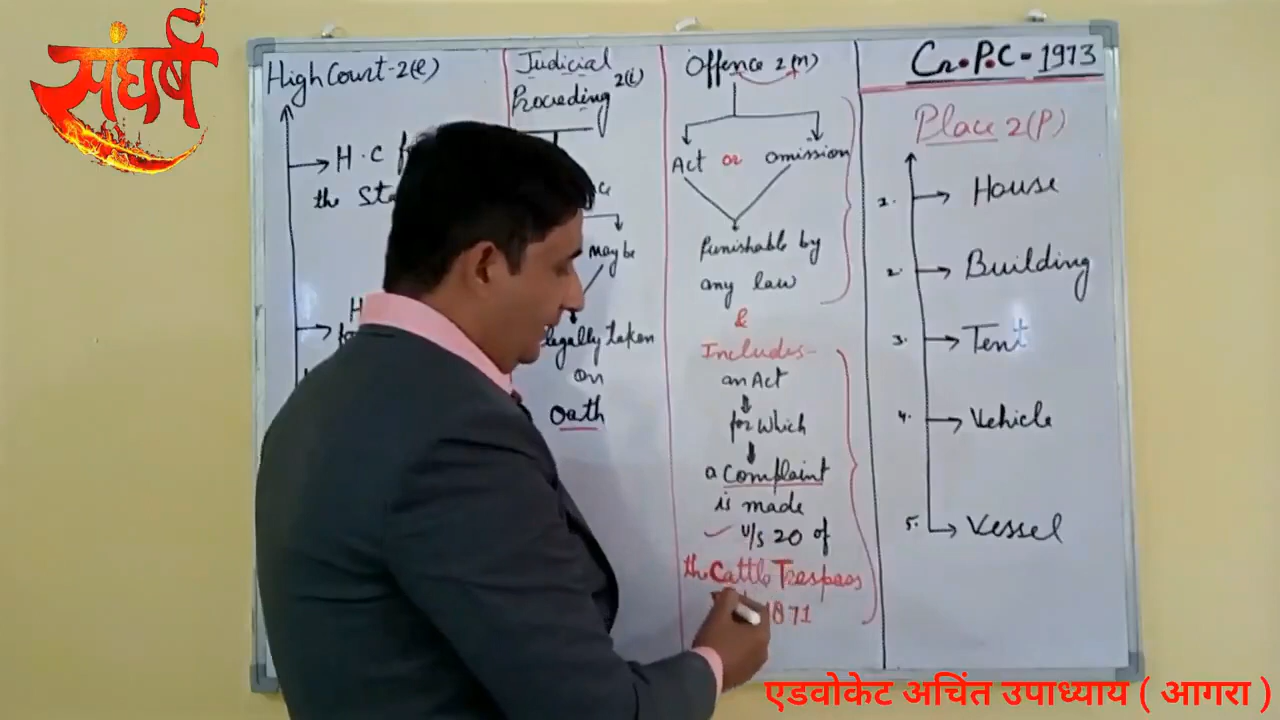 संघर्ष
High Court-2(e)
H.C
the
Judicial
Proceeding 2(i)
may be
legally taken
on
oath
Offence 2(n)
Act or omission
Punishable by
any law
&
Includes-
an Act
for which
a complaint
is made
u/s 20 of
the Cattle Trespass
1871
Cr.P.C-1973
Place 2(P)
1. House
2. Building
3. Tent
4. Vehicle
5. Vessel
एडवोकेट अचिंत उपाध्याय ( आगरा )